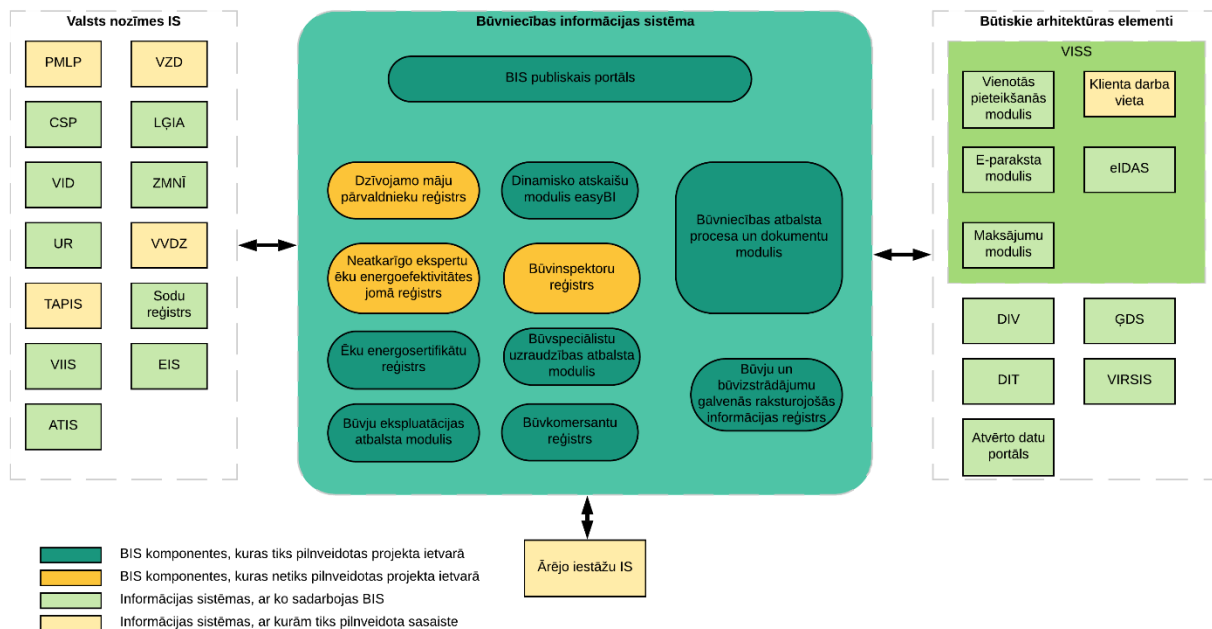 Valsts nozīmes IS
PMLP
VZD
CSP
LĢIA
VID
ZMNĪ
UR
VVDZ
TAPIS
Sodu
reģistrs
VIIS
EIS
ATIS
Būvniecības informācijas sistēma
BIS publiskais portāls
Dzīvojamo māju
pārvaldnieku reģistrs
Dinamisko atskaišu
modulis easyBI
Būvniecības atbalsta
procesa un dokumentu
modulis
Neatkarīgo ekspertu
ēku energoefektivitātes
jomā reģistrs
Būvinspektoru
reģistrs
Ēku energosertifikātu
reģistrs
Būvspeciālistu
uzraudzības atbalsta
modulis
Būvju un
būvizstrādājumu
galvenās raksturojošās
informācijas reģistrs
Būvju ekspluatācijas
atbalsta modulis
Būvkomersantu
reģistrs
Būtiskie arhitektūras elementi
VISS
Vienotās
pieteikšanās
modulis
Klienta darba
vieta
E-paraksta
modulis
eIDAS
Maksājumu
modulis
DIV
ĢDS
DIT
VIRSIS
Atvērto datu
portāls
Ārējo iestāžu IS
BIS komponentes, kuras tiks pilnveidotas projekta ietvarā
BIS komponentes, kuras netiks pilnveidotas projekta ietvarā
Informācijas sistēmas, ar ko sadarbojas BIS
Informācijas sistēmas, ar kurām tiks pilnveidota sasaiste